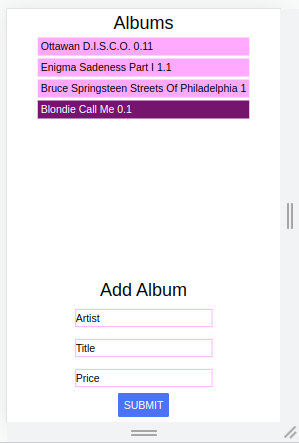 Albums
Ottawan D.I.S.C.O. 0.11
Enigma Sadeness Part I 1.1
Bruce Springsteen Streets Of Philadelphia 1
Blondie Call Me 0.1
Add Album
Artist
Title
Price
SUBMIT